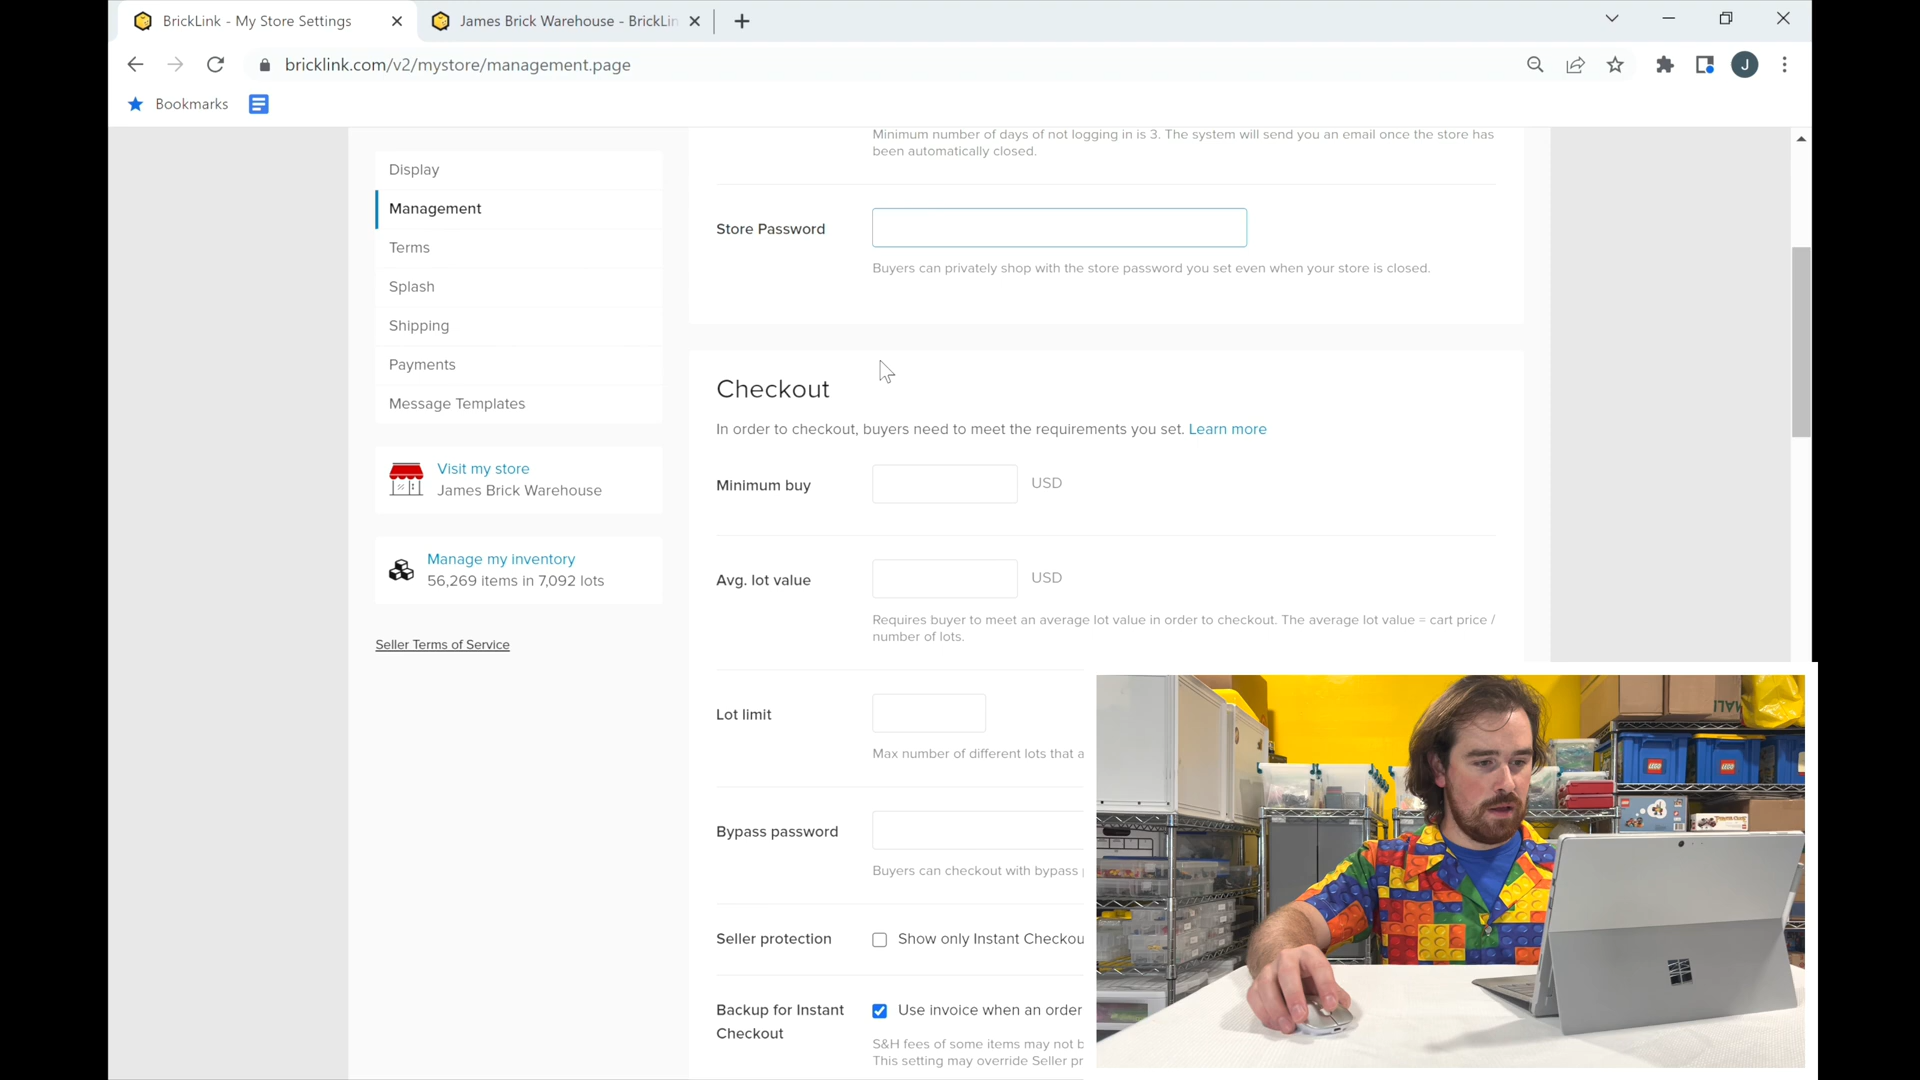 BrickLink - My Store Settings
James Brick Warehouse - BrickLin
bricklink.com/v2/mystore/management.page
J
Bookmarks
Display
Management
Terms
Splash
Shipping
Payments
Message Templates
Visit my store
James Brick Warehouse
Manage my inventory
56,269 items in 7,092 lots
Seller Terms of Service
Minimum number of days of not logging in is 3. The system will send you an email once the store has
been automatically closed.
Store Password
Buyers can privately shop with the store password you set even when your store is closed.
Checkout
In order to checkout, buyers need to meet the requirements you set. Learn more
Minimum buy
USD
Avg. lot value
USD
Requires buyer to meet an average lot value in order to checkout. The average lot value = cart price /
number of lots.
Lot limit
Max number of different lots that a
Bypass password
Buyers can checkout with bypass
Seller protection
Show only Instant Checkou
Backup for Instant
Checkout
Use invoice when an order
S&H fees of some items may not b
This setting may override Seller pr
LEGO
LEGO